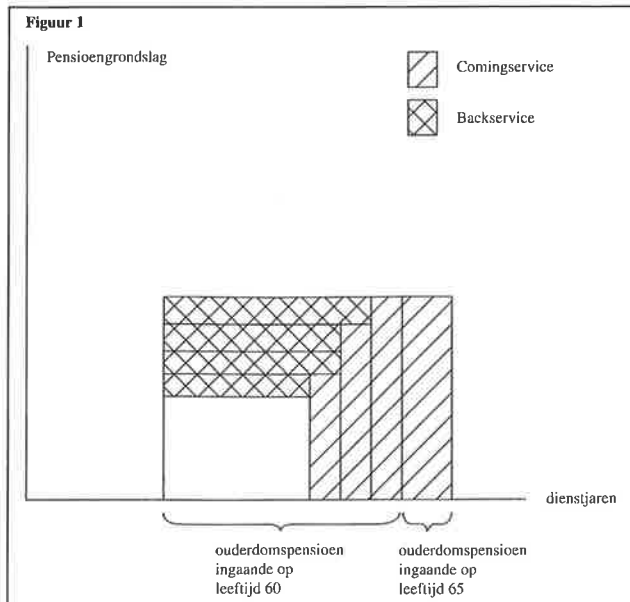 Figuur 1
Pensioengrondslag
Comingservice
Backservice
dienstjaren
ouderdomspensioen
ingaande op
leeftijd 60
ouderdomspensioen
ingaande op
leeftijd 65